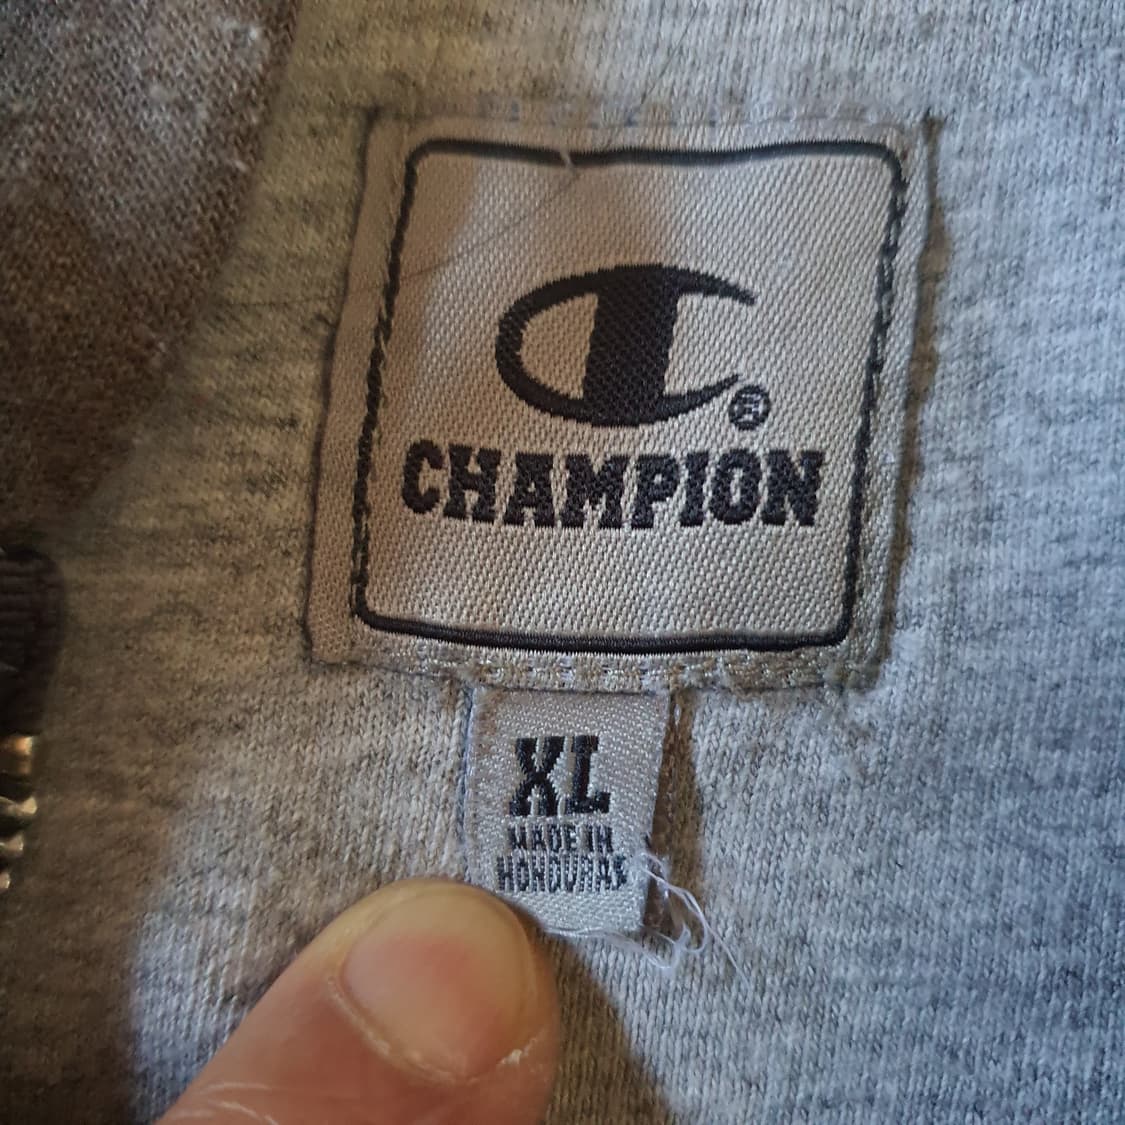 ®
CHAMPION
XL
MADE IN
HONDURAS